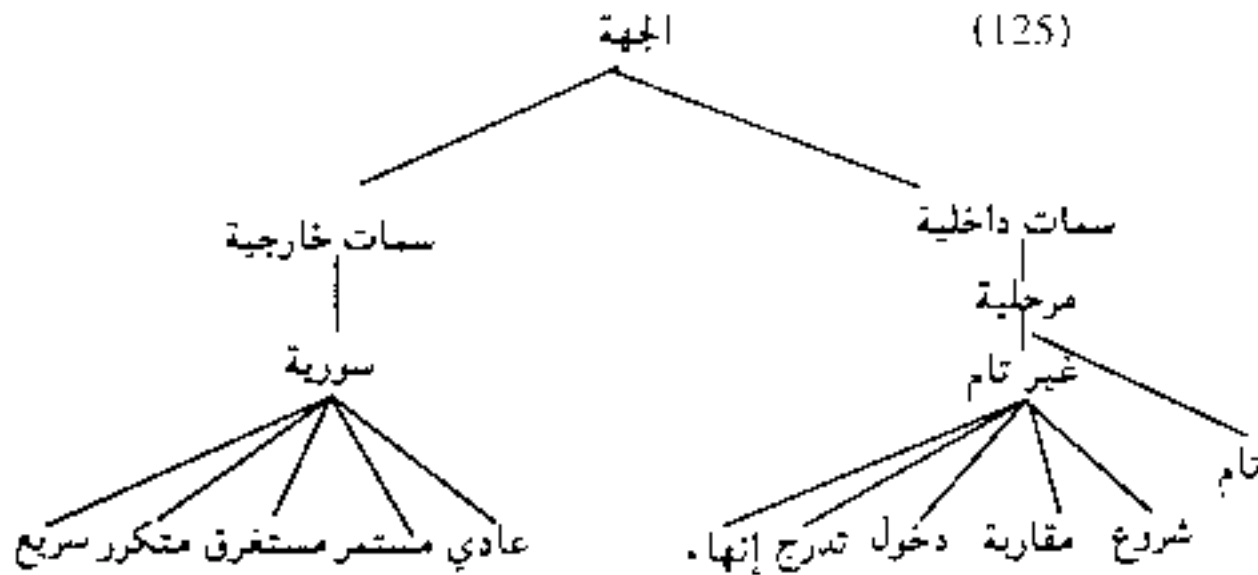 (125) الجهة
سمات داخلية سمات خارجية
مرحلية
غير تام سورية
تام
شروع مقاربة دخول تدرج إنهاء عادي مستمر مستغرق متكرر سريع